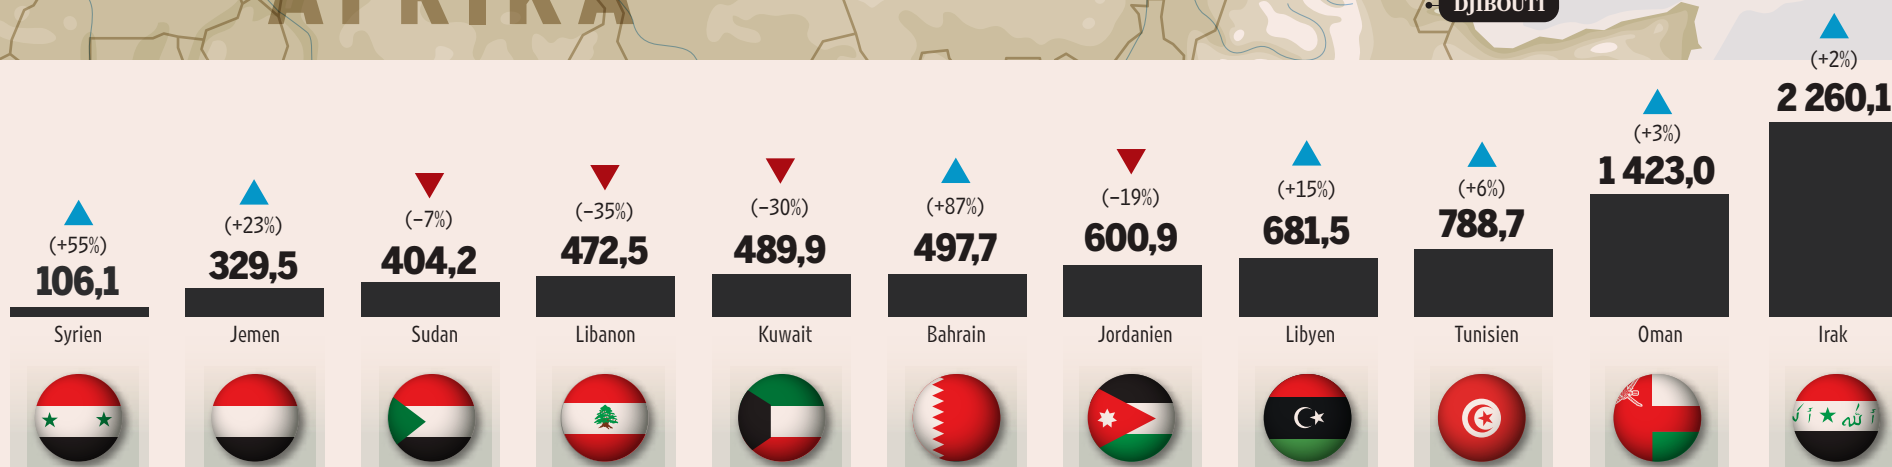 AFRIKA
DJIBOUTI
(+55%)
106,1
Syrien
(+23%)
329,5
Jemen
(–7%)
404,2
Sudan
(–35%)
472,5
Libanon
(–30%)
489,9
Kuwait
(+87%)
497,7
Bahrain
(–19%)
600,9
Jordanien
(+15%)
681,5
Libyen
(+6%)
788,7
Tunisien
(+3%)
1 423,0
Oman
(+2%)
2 260,1
Irak
الله